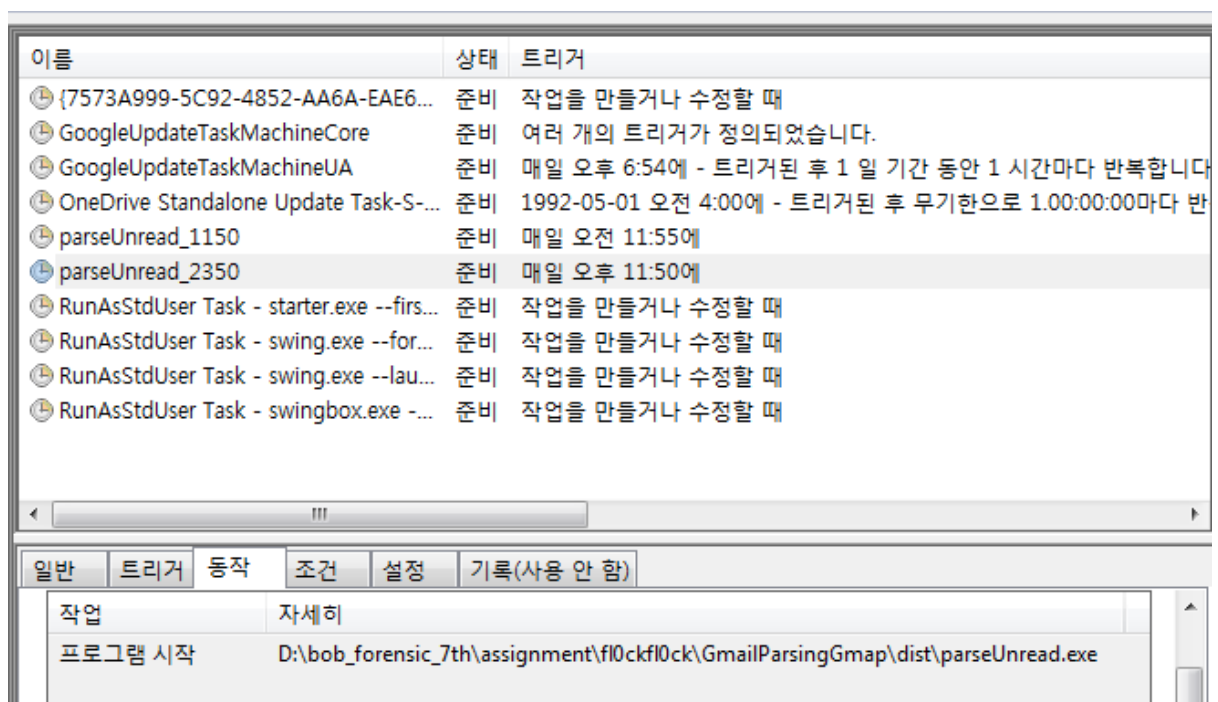 이름 상태 트리거
{7573A999-5C92-4852-AA6A-EAE6... 준비 작업을 만들거나 수정할 때
GoogleUpdateTaskMachineCore 준비 여러 개의 트리거가 정의되었습니다.
GoogleUpdateTaskMachineUA 준비 매일 오후 6:54에 - 트리거된 후 1 일 기간 동안 1 시간마다 반복합니다
OneDrive Standalone Update Task-S-... 준비 1992-05-01 오전 4:00에 - 트리거된 후 무기한으로 1.00:00:00마다 반
parseUnread_1150 준비 매일 오전 11:55에
parseUnread_2350 준비 매일 오후 11:50에
RunAsStdUser Task - starter.exe --firs... 준비 작업을 만들거나 수정할 때
RunAsStdUser Task - swing.exe --for... 준비 작업을 만들거나 수정할 때
RunAsStdUser Task - swing.exe --lau... 준비 작업을 만들거나 수정할 때
RunAsStdUser Task - swingbox.exe -... 준비 작업을 만들거나 수정할 때
일반 트리거 동작 조건 설정 기록(사용 안 함)
작업 자세히
프로그램 시작 D:\bob_forensic_7th\assignment\fl0ckfl0ck\GmailParsingGmap\dist\parseUnread.exe